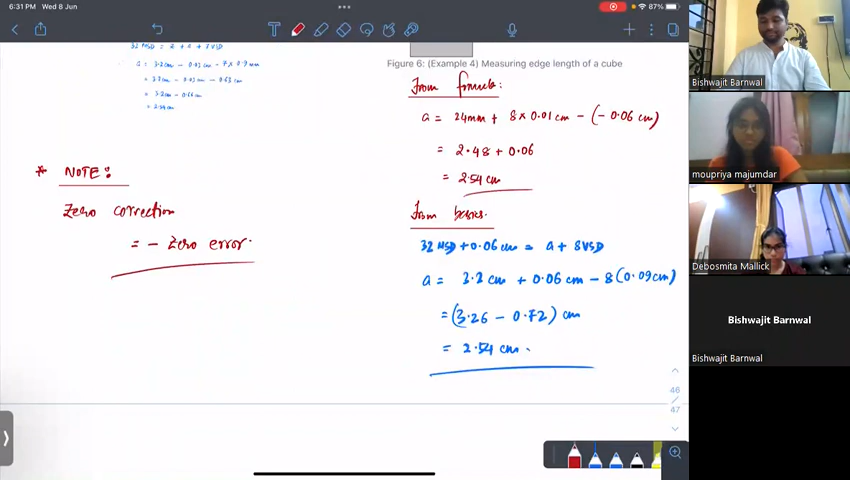 6:31 PM Wed 8 Jun
87%
32 MSD = Z + a + 8VSD
= 2.54cm
Figure 6: (Example 4) Measuring edge length of a cube
From formula:
a = 24mm + 8 × 0.01 cm - (- 0.06 cm)
= 2.48 + 0.06
= 2.54 cm
* NOTE:
Zero correction
= - Zero error.
From basics.
32 MSD + 0.06 cm = a + 8VSD
a = 3.2 cm + 0.06 cm - 8(0.09cm)
= (3.26 - 0.72) cm
= 2.54 cm.
46
/
47
Bishwajit Barnwal
moupriya majumdar
Debosmita Mallick
Bishwajit Barnwal
Bishwajit Barnwal